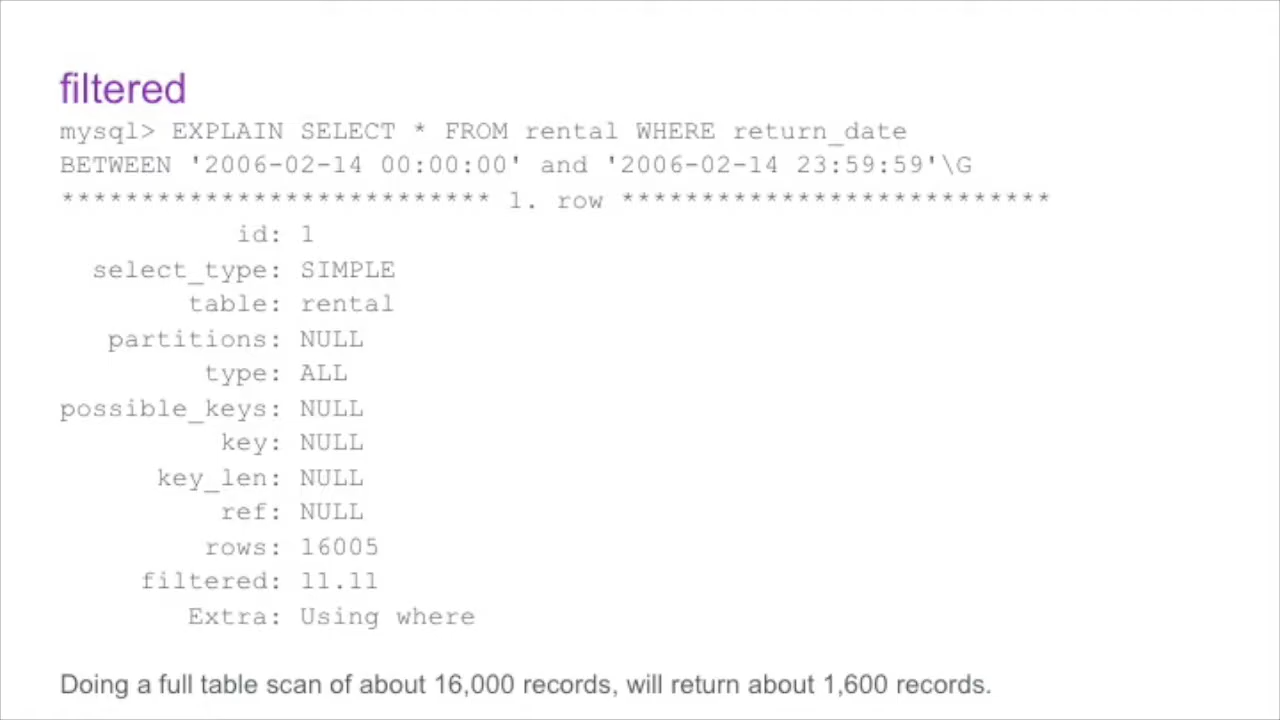 filtered
mysql> EXPLAIN SELECT * FROM rental WHERE return_date
BETWEEN '2006-02-14 00:00:00' and '2006-02-14 23:59:59'\G
*************************** 1. row ***************************
id: 1
select_type: SIMPLE
table: rental
partitions: NULL
type: ALL
possible_keys: NULL
key: NULL
key_len: NULL
ref: NULL
rows: 16005
filtered: 11.11
Extra: Using where
Doing a full table scan of about 16,000 records, will return about 1,600 records.